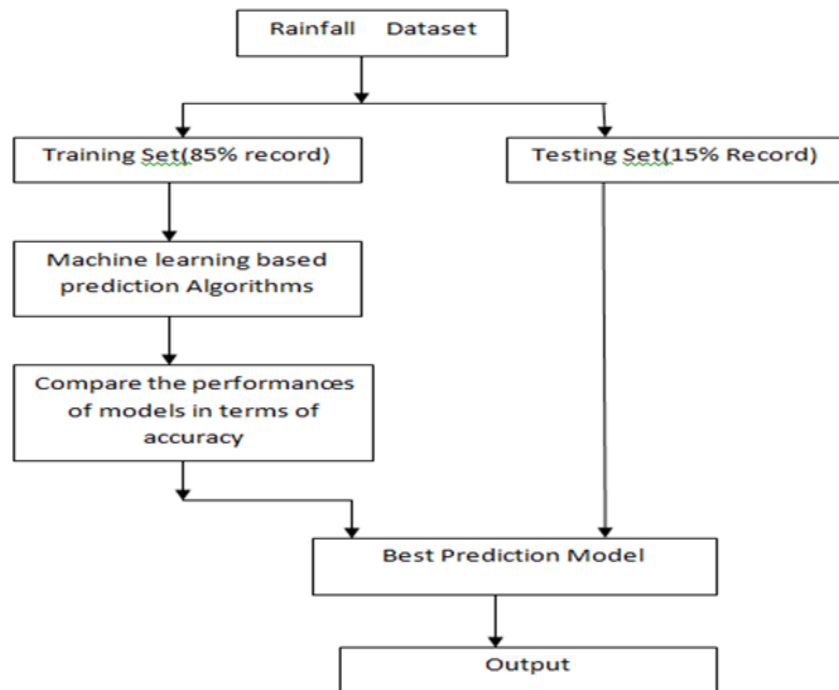 Rainfall Dataset
Training Set(85% record)
Testing Set(15% Record)
Machine learning based
prediction Algorithms
Compare the performances
of models in terms of
accuracy
Best Prediction Model
Output